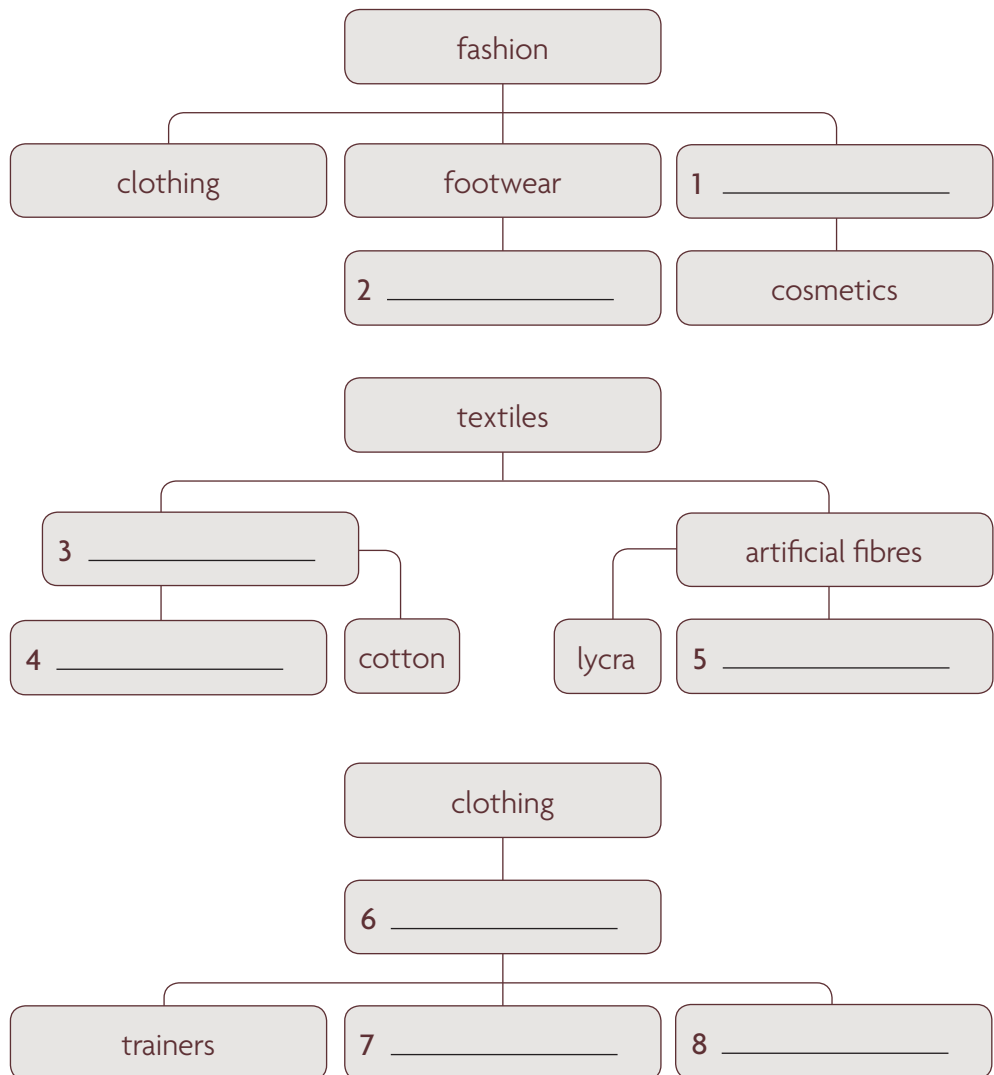 fashion
clothing
footwear
1
2
cosmetics
textiles
3
artificial fibres
4
cotton
lycra
5
clothing
6
trainers
7
8